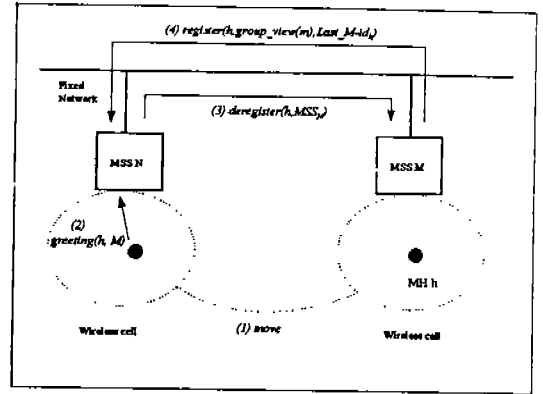 (4) register(h,group_view(m),Last_M-id_h)
Fixed
Network
(3) deregister(h,MSS_N)
MSS N
MSS M
(2)
greeting(h, M)
MH h
(1) move
Wireless cell
Wireless cell